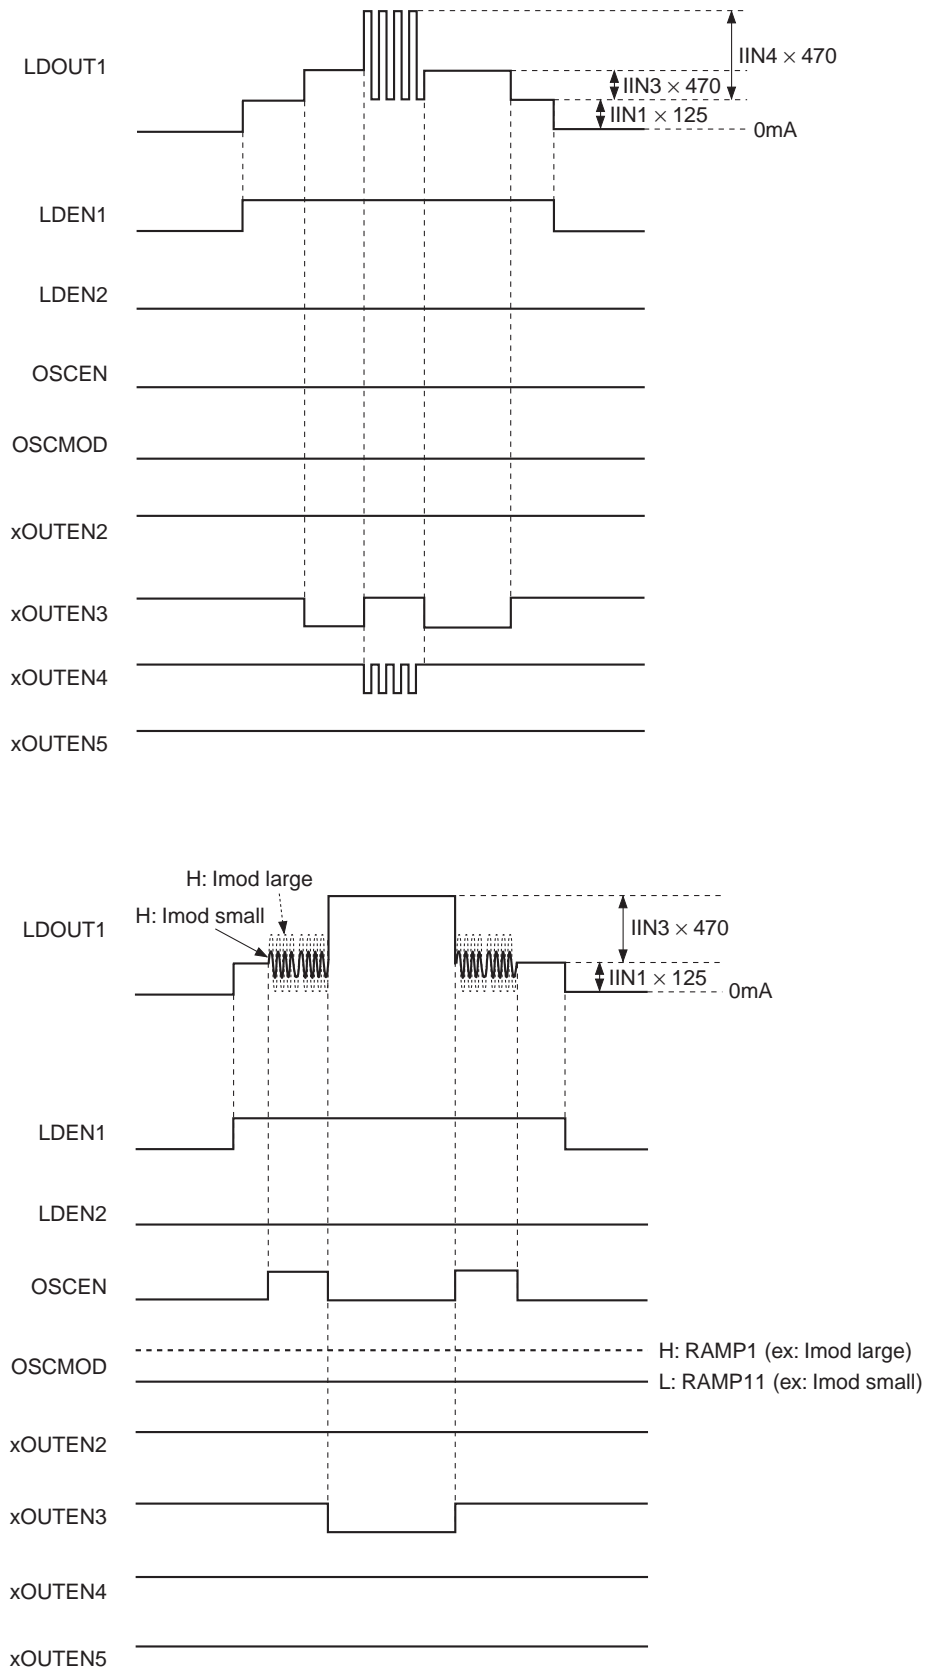 LDOUT1
IIN4 × 470
IIN3 × 470
IIN1 × 125
0mA
LDEN1
LDEN2
OSCEN
OSCMOD
xOUTEN2
xOUTEN3
xOUTEN4
xOUTEN5
H: Imod large
H: Imod small
LDOUT1
IIN3 × 470
IIN1 × 125
0mA
LDEN1
LDEN2
OSCEN
H: RAMP1 (ex: Imod large)
OSCMOD
L: RAMP11 (ex: Imod small)
xOUTEN2
xOUTEN3
xOUTEN4
xOUTEN5